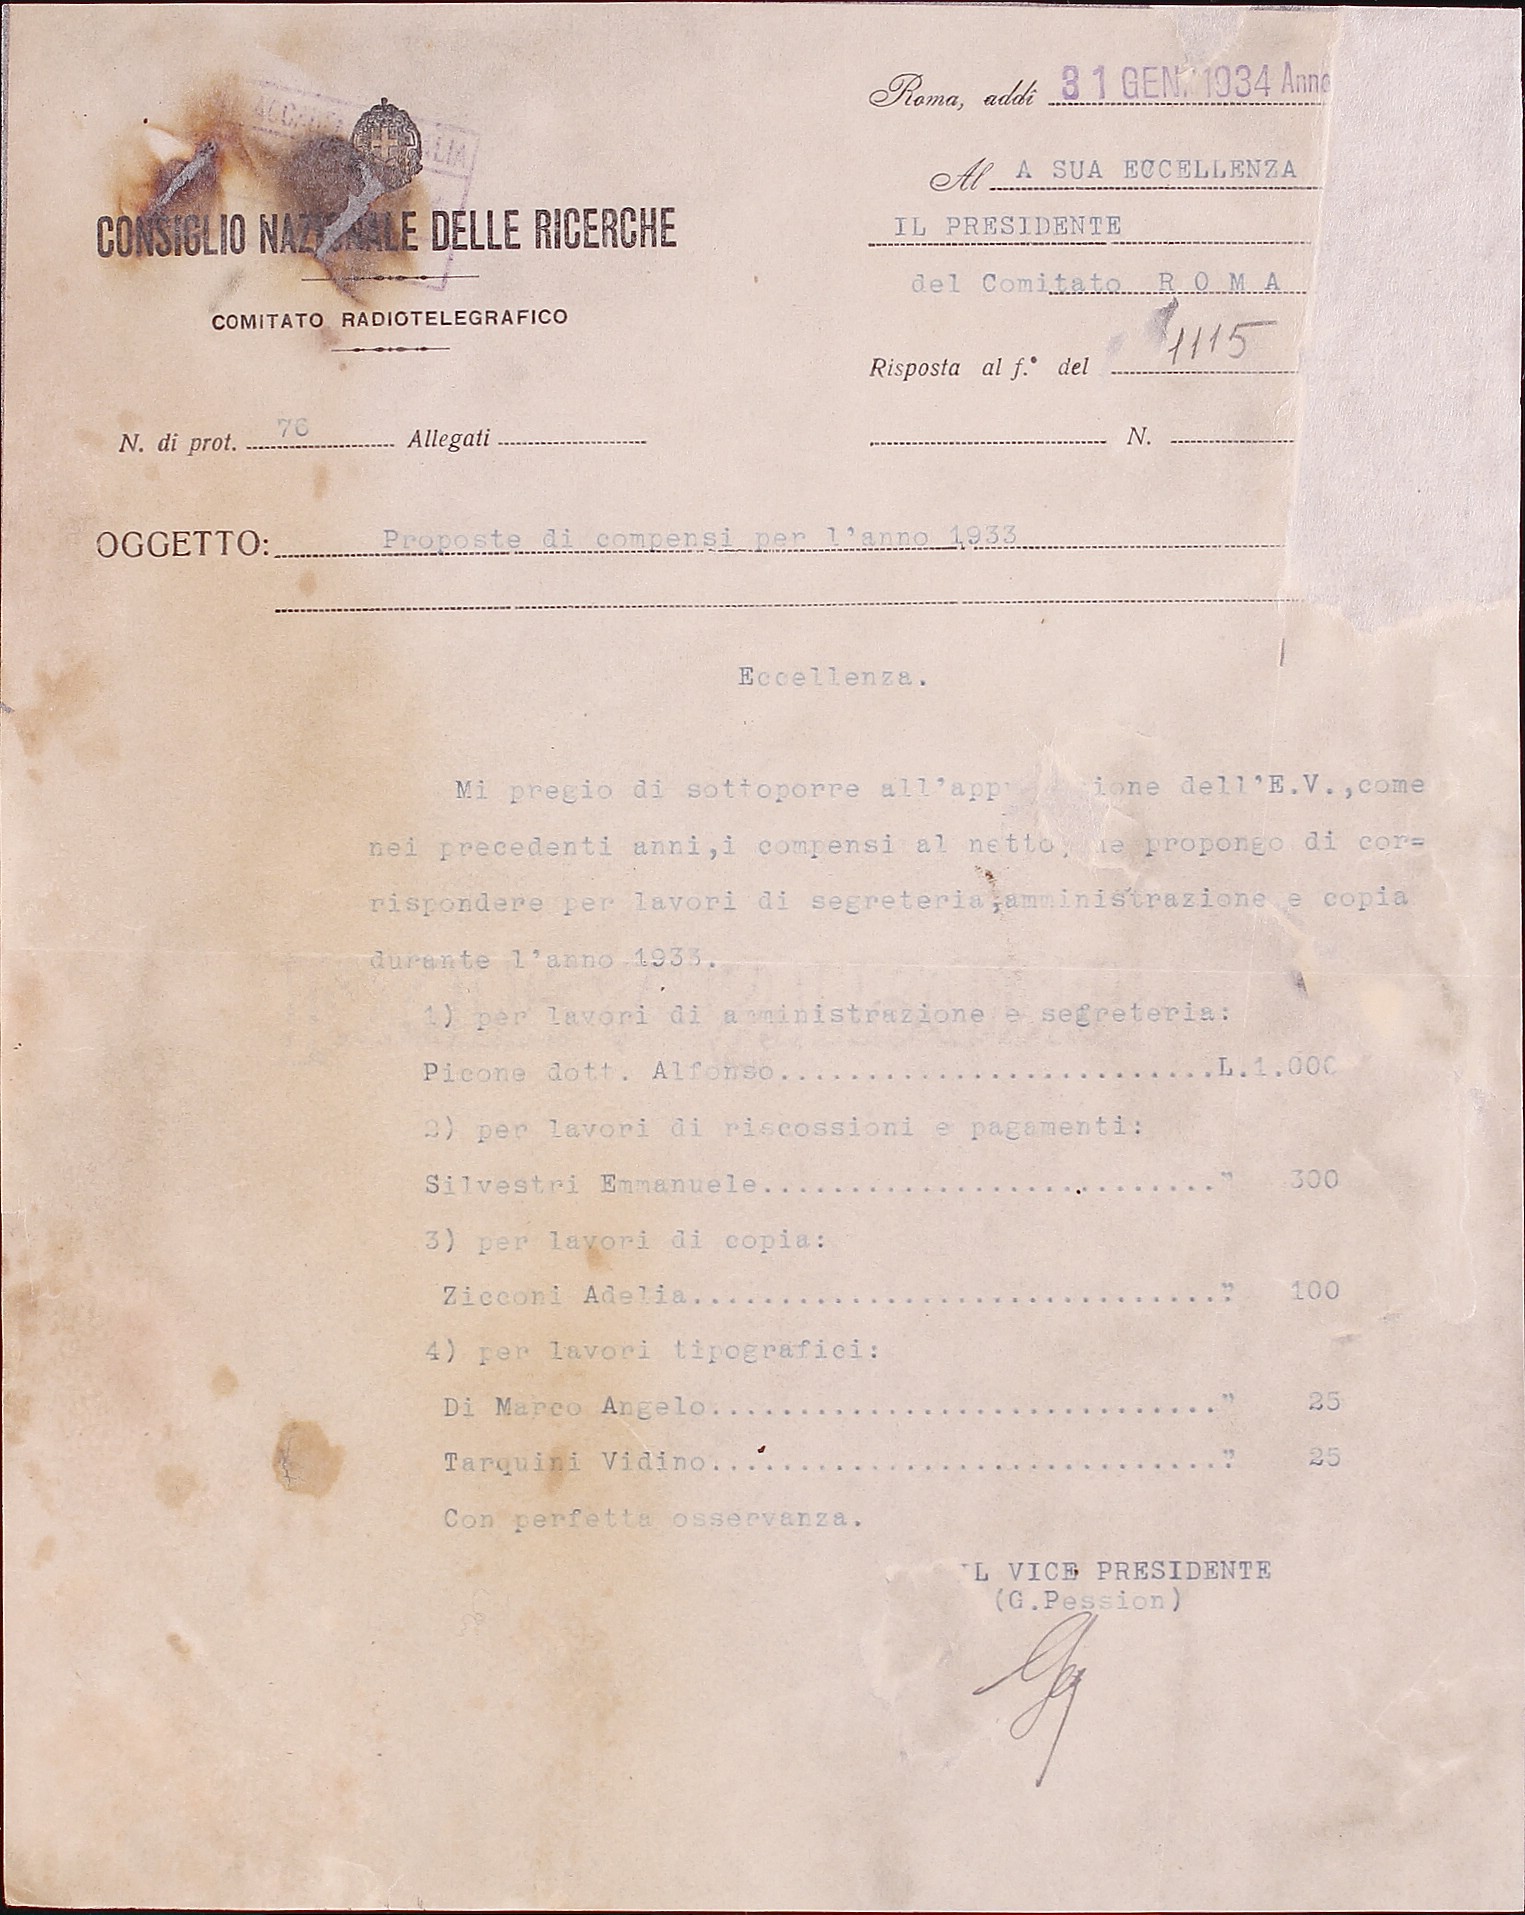 Roma, addì 31 GEN. 1934 Anno
Al A SUA ECCELLENZA
IL PRESIDENTE
del Comitato R O M A
CONSIGLIO NAZIONALE DELLE RICERCHE
COMITATO RADIOTELEGRAFICO
Risposta al f.° del 1115
N. di prot. 76 Allegati
N.
OGGETTO: Proposte di compensi per l'anno 1933
Eccellenza.
Mi pregio di sottoporre all'app ione dell'E.V.,come
nei precedenti anni,i compensi al netto, he propongo di cor=
rispondere per lavori di segreteria,amministrazione e copia
durante l'anno 1933.
1) per lavori di amministrazione e segreteria:
Picone dott. Alfonso.........................L.1.000
2) per lavori di riscossioni e pagamenti:
Silvestri Emmanuele.........................." 300
3) per lavori di copia:
Zicconi Adelia..............................." 100
4) per lavori tipografici:
Di Marco Angelo.............................." 25
Tarquini Vidino.............................." 25
Con perfetta osservanza.
IL VICE PRESIDENTE
(G.Pession)